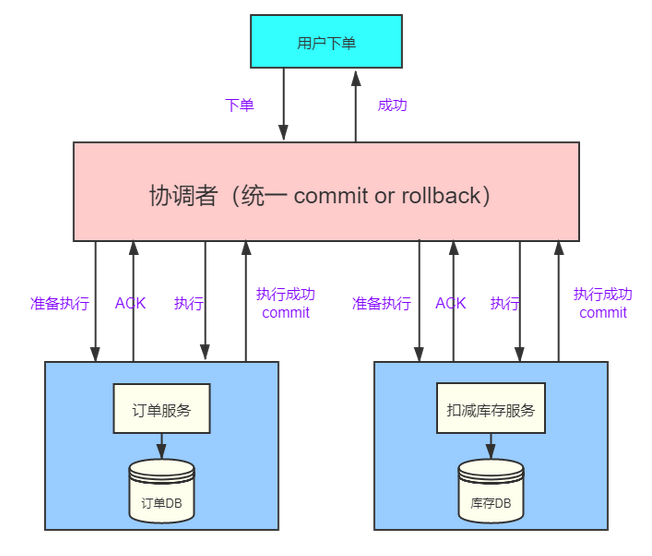 用户下单
下单
成功
协调者（统一 commit or rollback）
准备执行
ACK
执行
执行成功
commit
准备执行
ACK
执行
执行成功
commit
订单服务
订单DB
扣减库存服务
库存DB